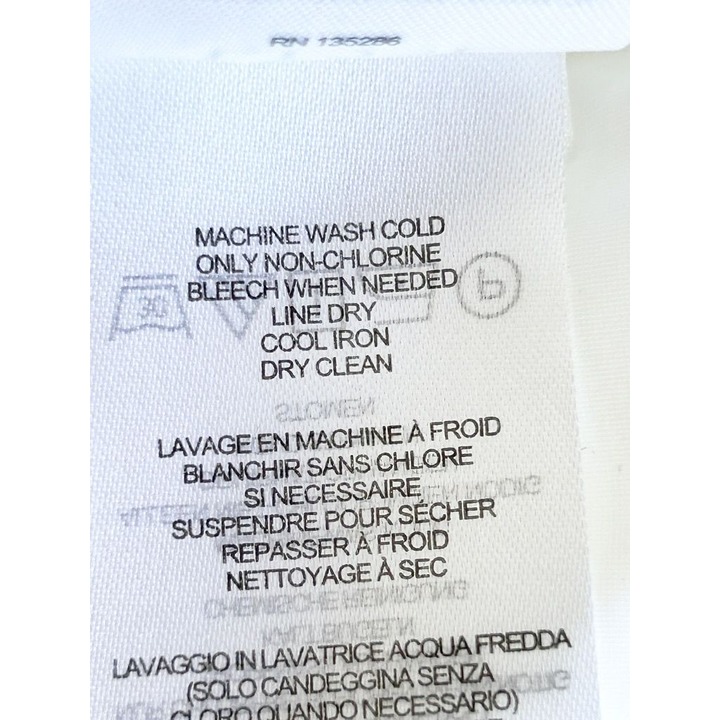 RN 135286
MACHINE WASH COLD
ONLY NON-CHLORINE
BLEECH WHEN NEEDED
LINE DRY
COOL IRON
DRY CLEAN
LAVAGE EN MACHINE À FROID
BLANCHIR SANS CHLORE
SI NECESSAIRE
SUSPENDRE POUR SÉCHER
REPASSER À FROID
NETTOYAGE À SEC
LAVAGGIO IN LAVATRICE ACQUA FREDDA
(SOLO CANDEGGINA SENZA
CLORO QUANDO NECESSARIO)